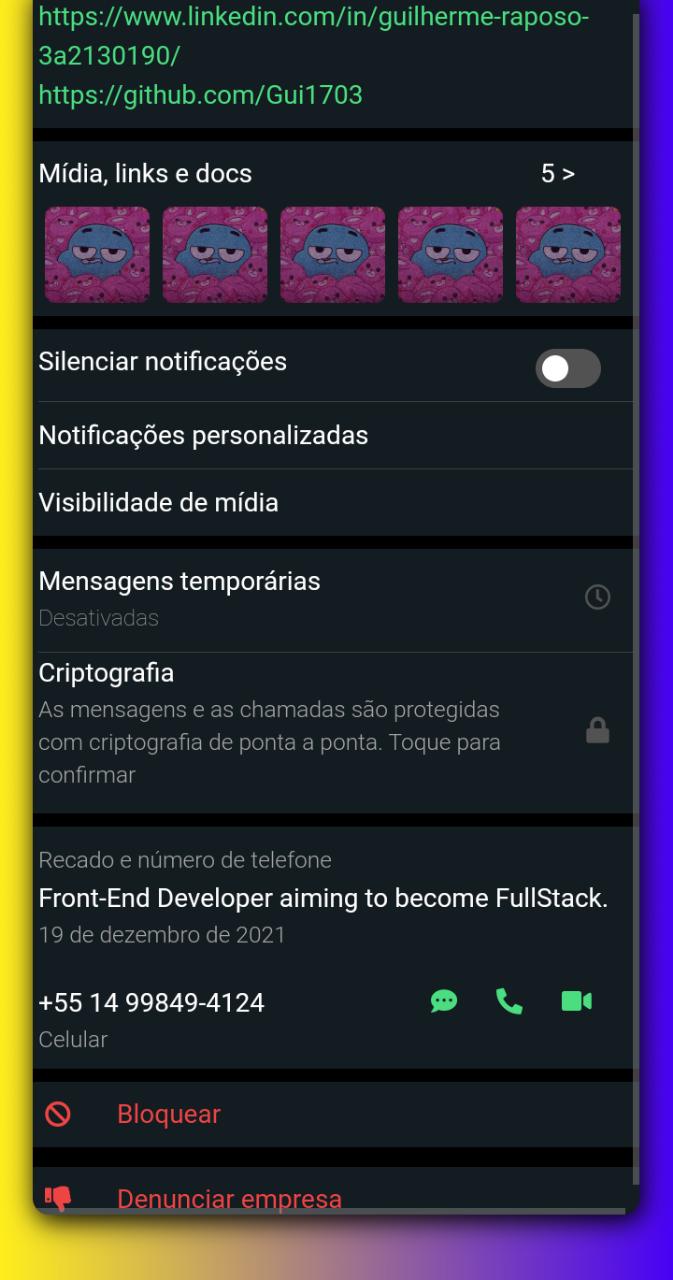 https://www.linkedin.com/in/guilherme-raposo-
3a2130190/
https://github.com/Gui1703
Mídia, links e docs 5 >
Silenciar notificações
Notificações personalizadas
Visibilidade de mídia
Mensagens temporárias
Desativadas
Criptografia
As mensagens e as chamadas são protegidas
com criptografia de ponta a ponta. Toque para
confirmar
Recado e número de telefone
Front-End Developer aiming to become FullStack.
19 de dezembro de 2021
+55 14 99849-4124
Celular
Bloquear
Denunciar empresa